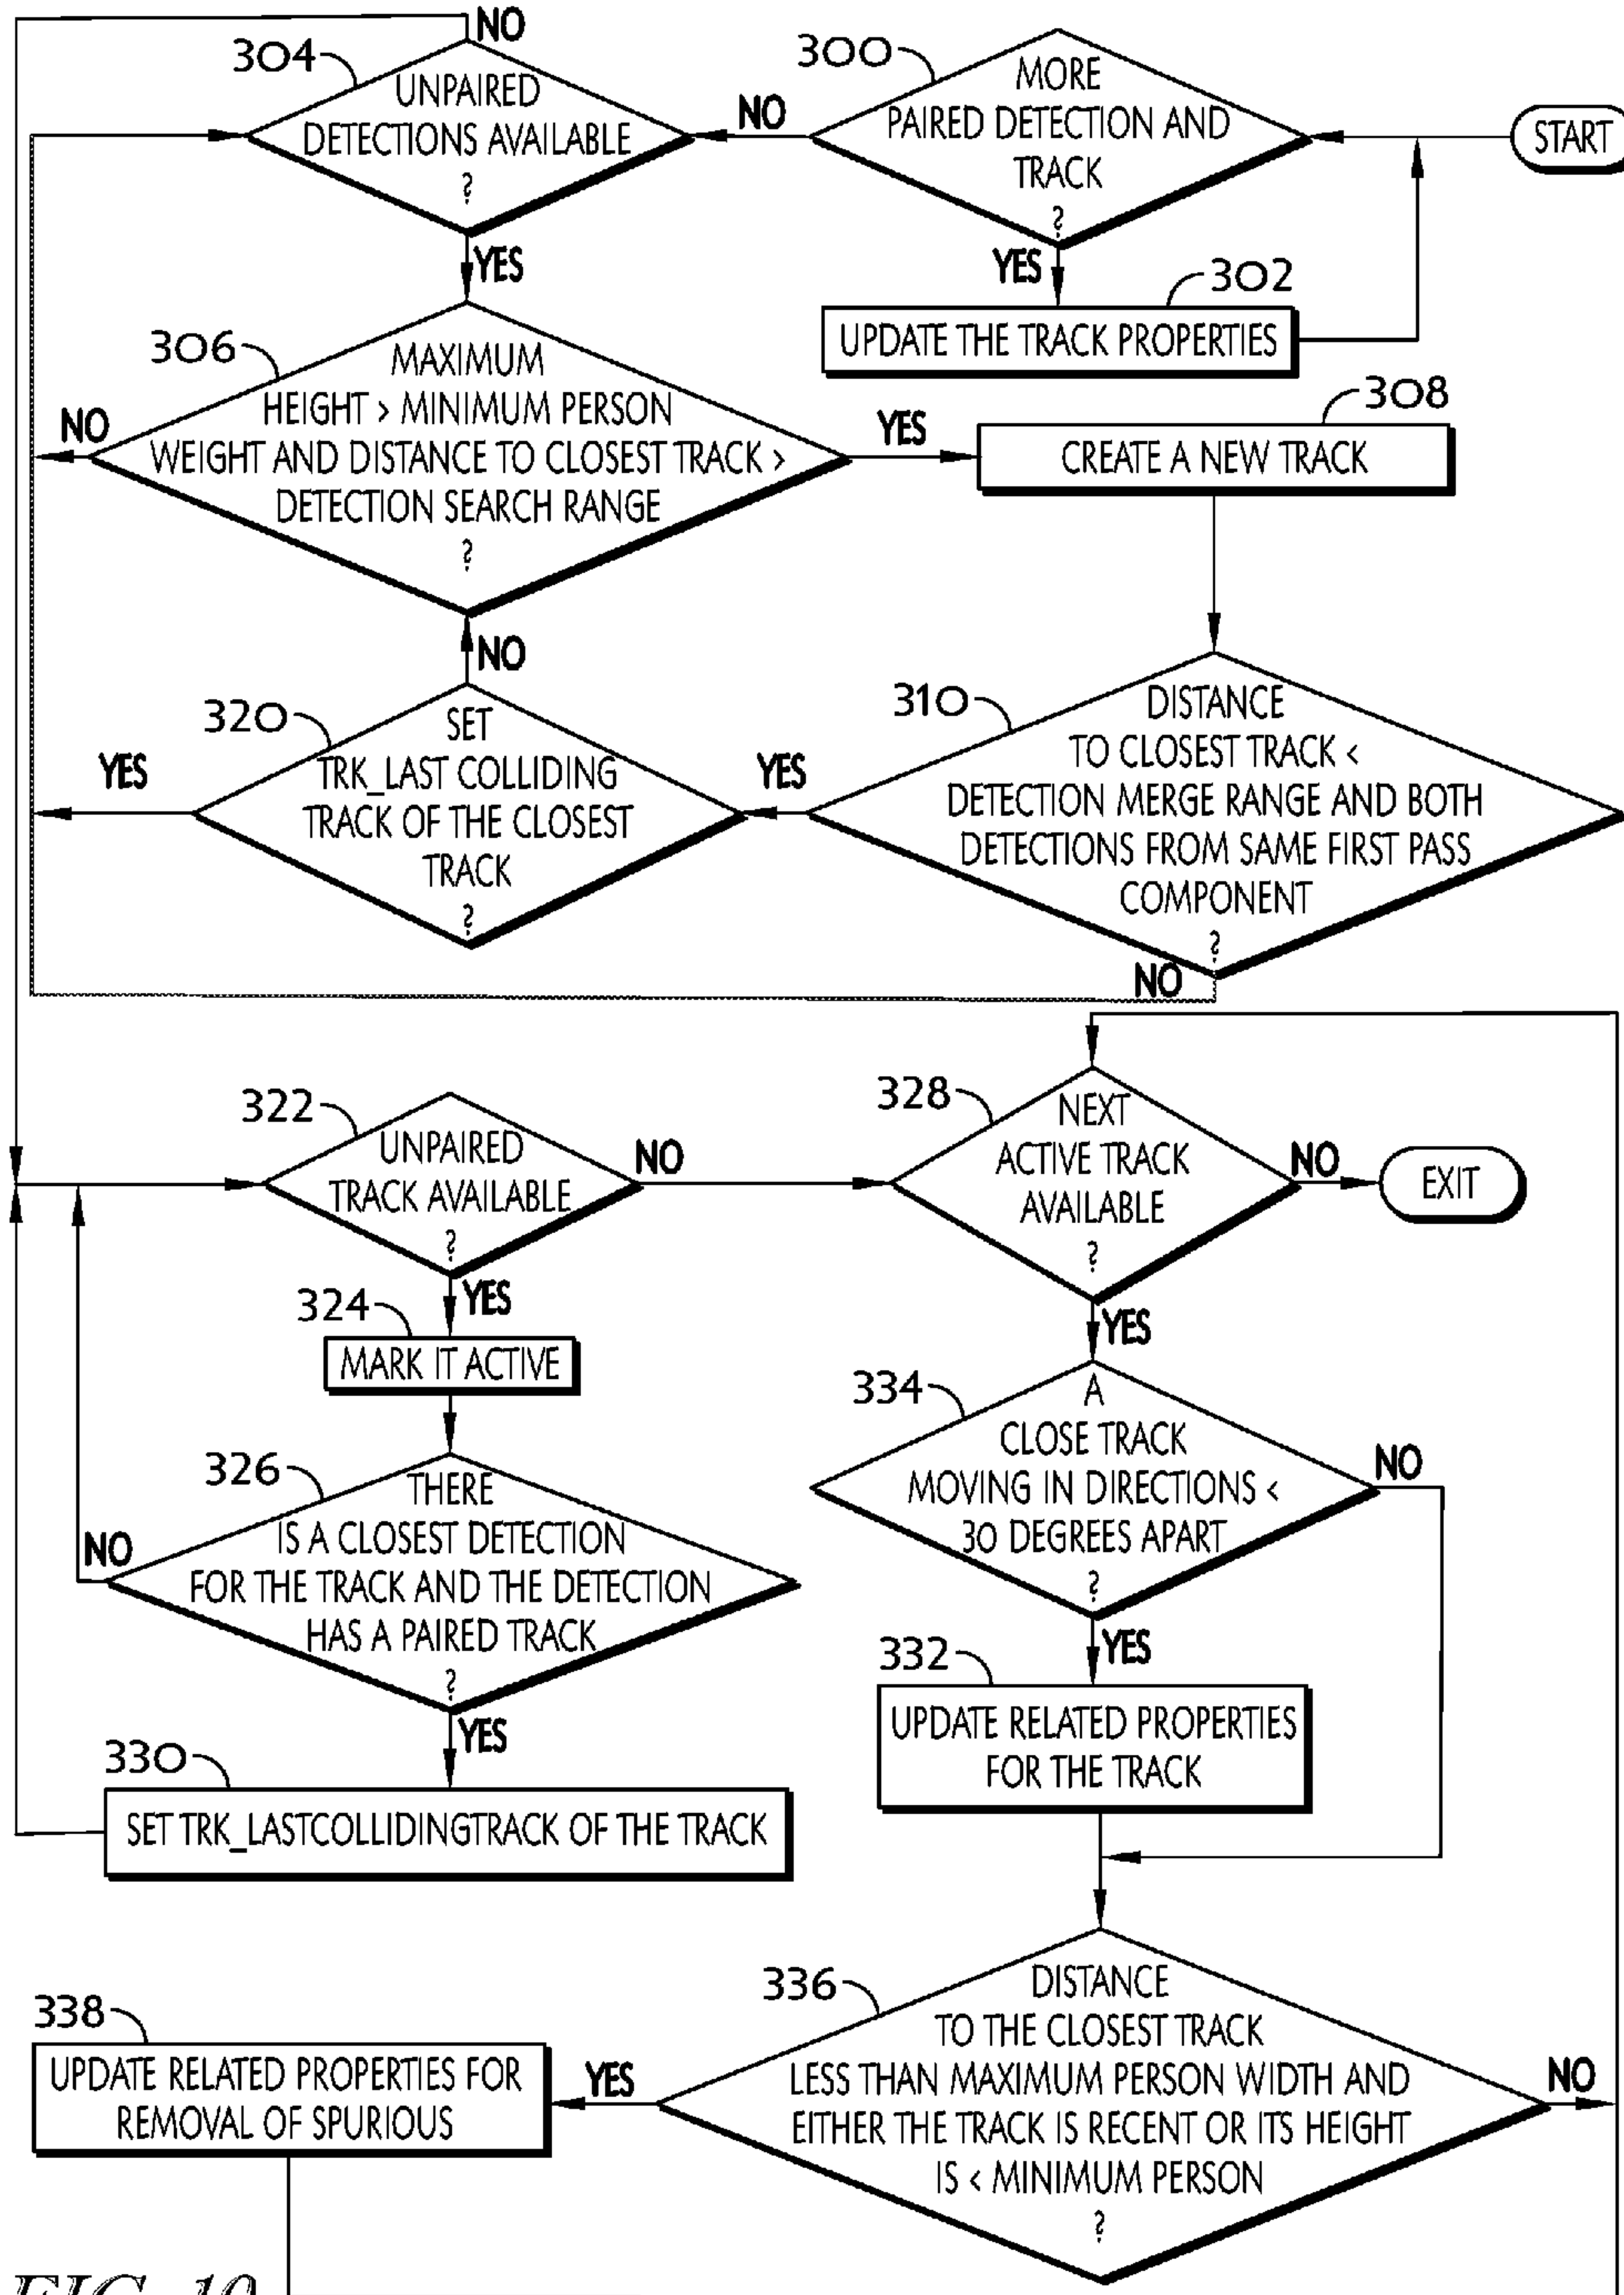 NO
304
UNPAIRED
DETECTIONS AVAILABLE
?
NO
300
MORE
PAIRED DETECTION AND
TRACK
?
START
YES
YES
302
UPDATE THE TRACK PROPERTIES
306
MAXIMUM
HEIGHT > MINIMUM PERSON
WEIGHT AND DISTANCE TO CLOSEST TRACK >
DETECTION SEARCH RANGE
?
NO
YES
308
CREATE A NEW TRACK
NO
320
SET
TRK_LAST COLLIDING
TRACK OF THE CLOSEST
TRACK
?
YES
YES
310
DISTANCE
TO CLOSEST TRACK <
DETECTION MERGE RANGE AND BOTH
DETECTIONS FROM SAME FIRST PASS
COMPONENT
?
NO
322
UNPAIRED
TRACK AVAILABLE
?
NO
328
NEXT
ACTIVE TRACK
AVAILABLE
?
NO
EXIT
YES
324
MARK IT ACTIVE
YES
334
A
CLOSE TRACK
MOVING IN DIRECTIONS <
30 DEGREES APART
?
NO
326
THERE
IS A CLOSEST DETECTION
FOR THE TRACK AND THE DETECTION
HAS A PAIRED TRACK
?
NO
YES
YES
332
UPDATE RELATED PROPERTIES
FOR THE TRACK
330
SET TRK_LASTCOLLIDINGTRACK OF THE TRACK
336
DISTANCE
TO THE CLOSEST TRACK
LESS THAN MAXIMUM PERSON WIDTH AND
EITHER THE TRACK IS RECENT OR ITS HEIGHT
IS < MINIMUM PERSON
?
NO
YES
338
UPDATE RELATED PROPERTIES FOR
REMOVAL OF SPURIOUS
FIG. 10